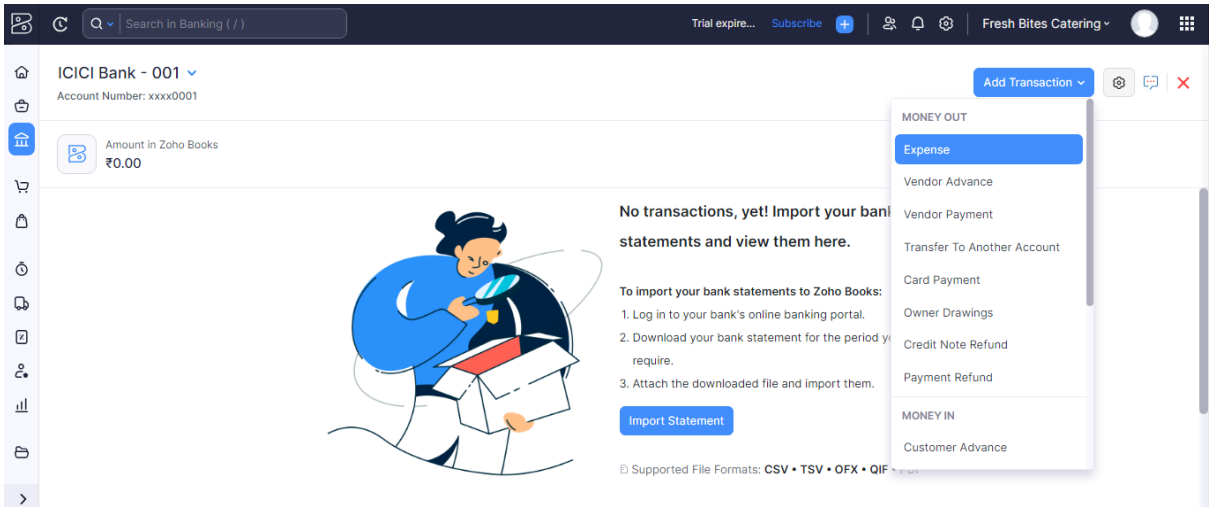 Search in Banking ( / )
Trial expire... Subscribe
Fresh Bites Catering
ICICI Bank - 001
Account Number: xxxx0001
Add Transaction
Amount in Zoho Books
₹0.00
MONEY OUT
Expense
Vendor Advance
Vendor Payment
Transfer To Another Account
Card Payment
Owner Drawings
Credit Note Refund
Payment Refund
MONEY IN
Customer Advance
No transactions, yet! Import your bank
statements and view them here.
To import your bank statements to Zoho Books:
1. Log in to your bank's online banking portal.
2. Download your bank statement for the period
require.
3. Attach the downloaded file and import them.
Import Statement
Supported File Formats: CSV • TSV • OFX • QIF •